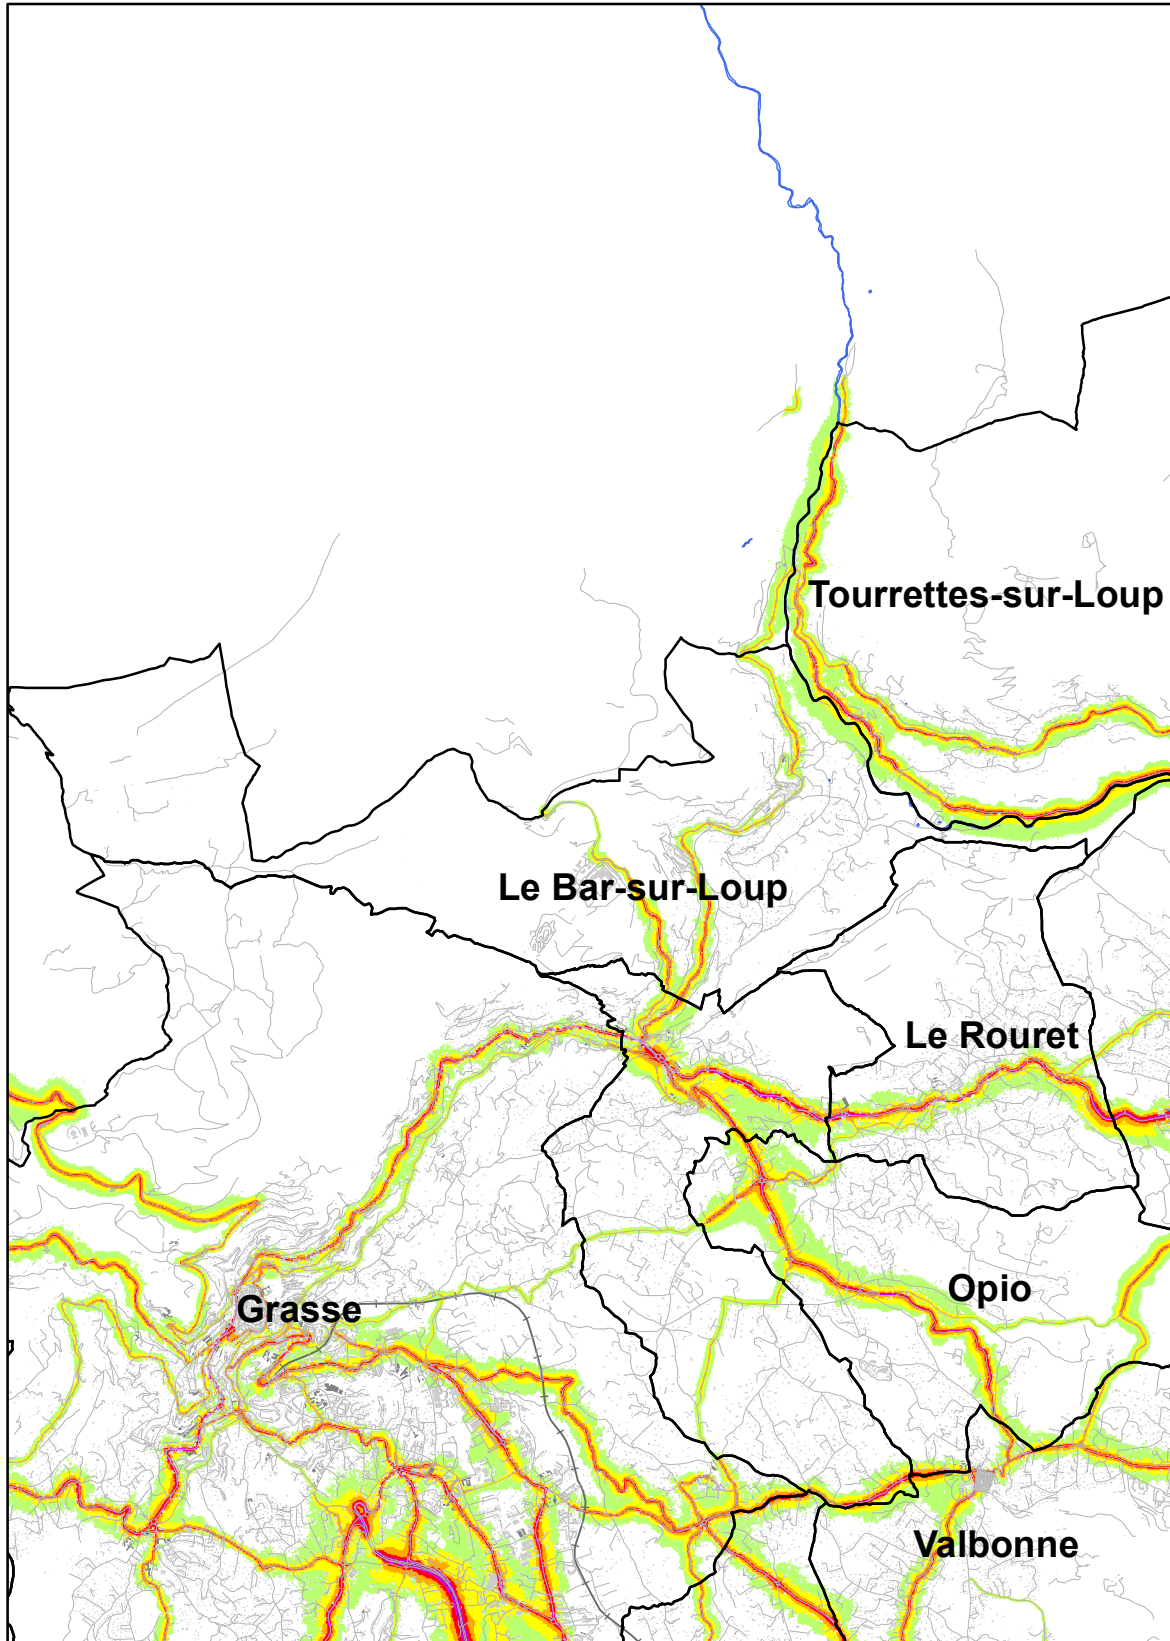 Tourrettes-sur-Loup
Le Bar-sur-Loup
Le Rouret
Opio
Grasse
Valbonne